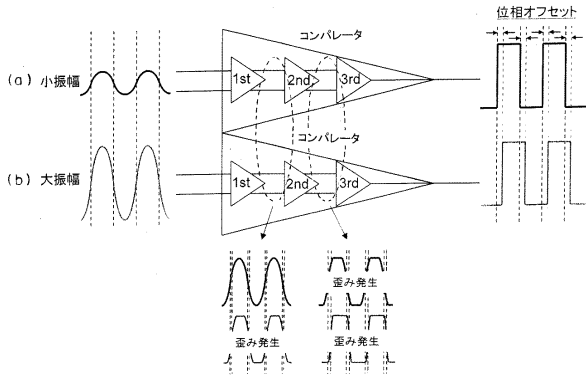 位相オフセット
コンパレータ
(a) 小振幅
1st
2nd
3rd
コンパレータ
(b) 大振幅
1st
2nd
3rd
歪み発生
歪み発生
歪み発生